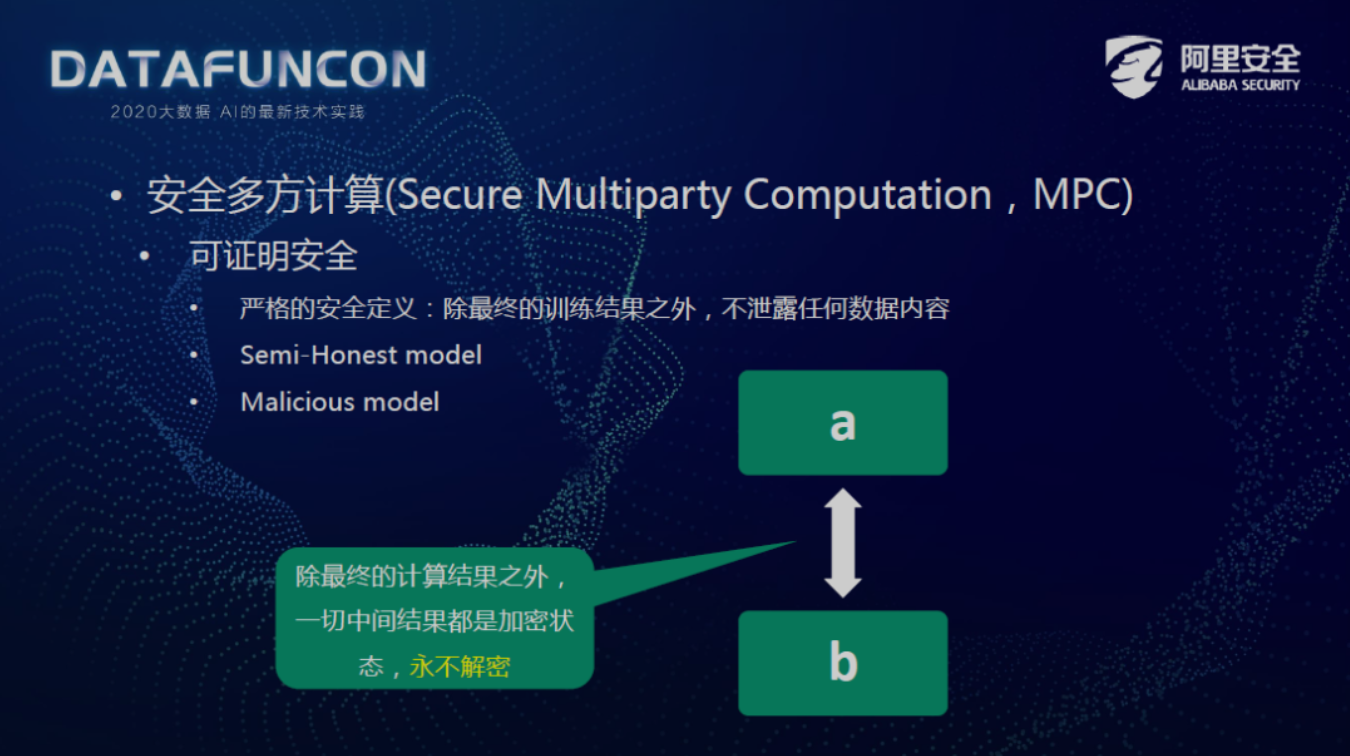 DATAFUNCON
2020大数据 AI的最新技术实践
阿里安全
ALIBABA SECURITY
• 安全多方计算(Secure Multiparty Computation，MPC)
• 可证明安全
• 严格的安全定义：除最终的训练结果之外，不泄露任何数据内容
• Semi-Honest model
• Malicious model
a
除最终的计算结果之外，
一切中间结果都是加密状
态，永不解密
b